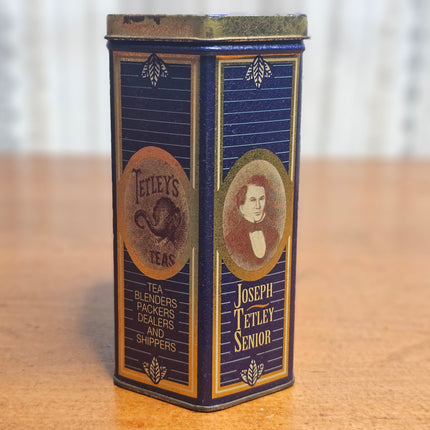 TETLEY'S
TEAS
TEA
BLENDERS
PACKERS
DEALERS
AND
SHIPPERS
JOSEPH
TETLEY
SENIOR